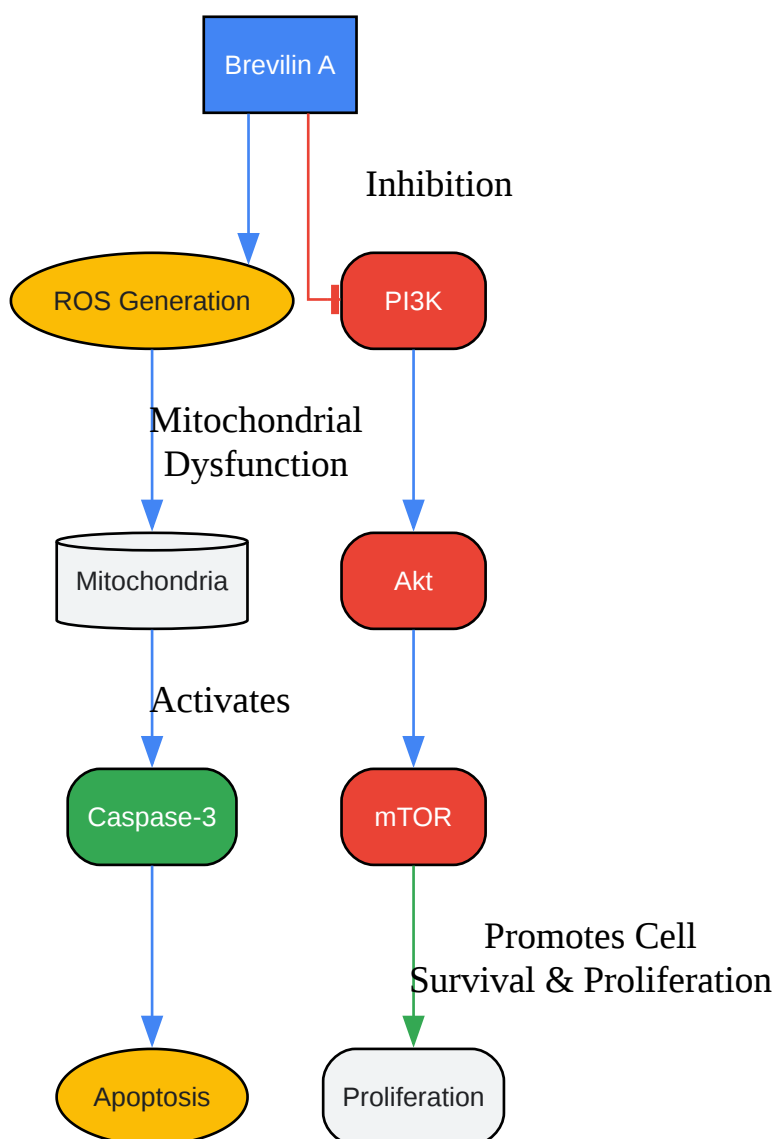 Brevilin A
Inhibition
ROS Generation
PI3K
Mitochondrial
Dysfunction
Mitochondria
Akt
Activates
Caspase-3
mTOR
Promotes Cell
Survival & Proliferation
Apoptosis
Proliferation